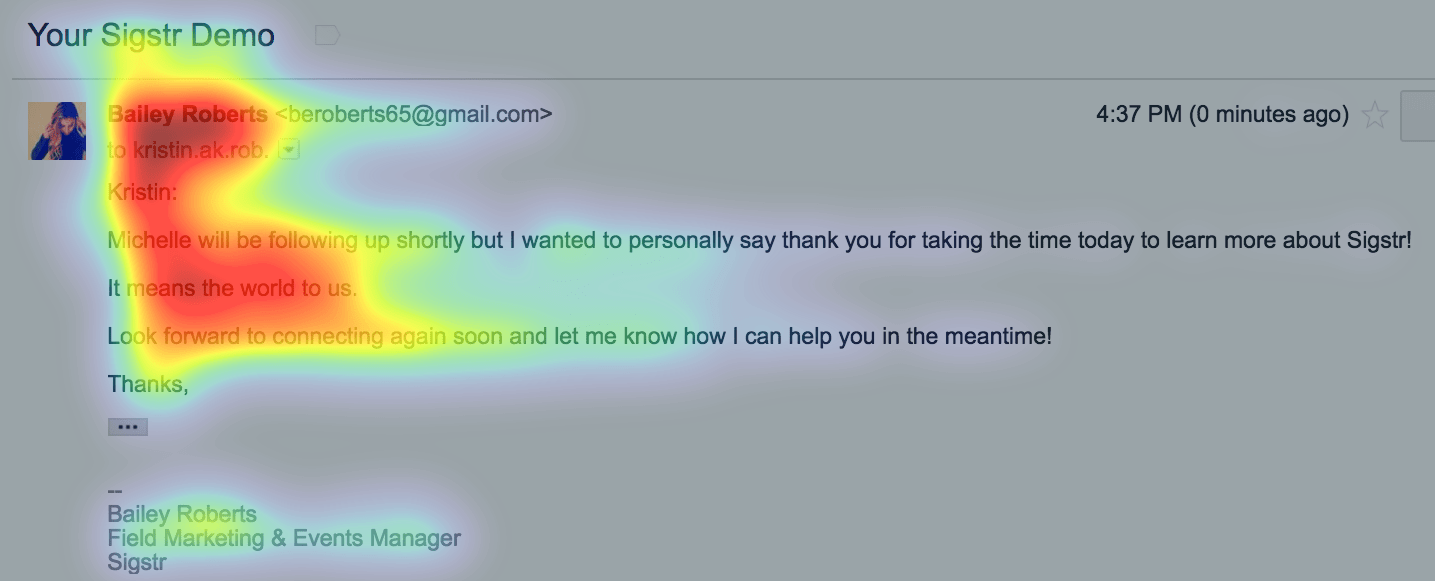 Your Sigstr Demo
Bailey Roberts <beroberts65@gmail.com>
4:37 PM (0 minutes ago)
to kristin.ak.rob.
Kristin:
Michelle will be following up shortly but I wanted to personally say thank you for taking the time today to learn more about Sigstr!
It means the world to us.
Look forward to connecting again soon and let me know how I can help you in the meantime!
Thanks,
•••
--
Bailey Roberts
Field Marketing & Events Manager
Sigstr